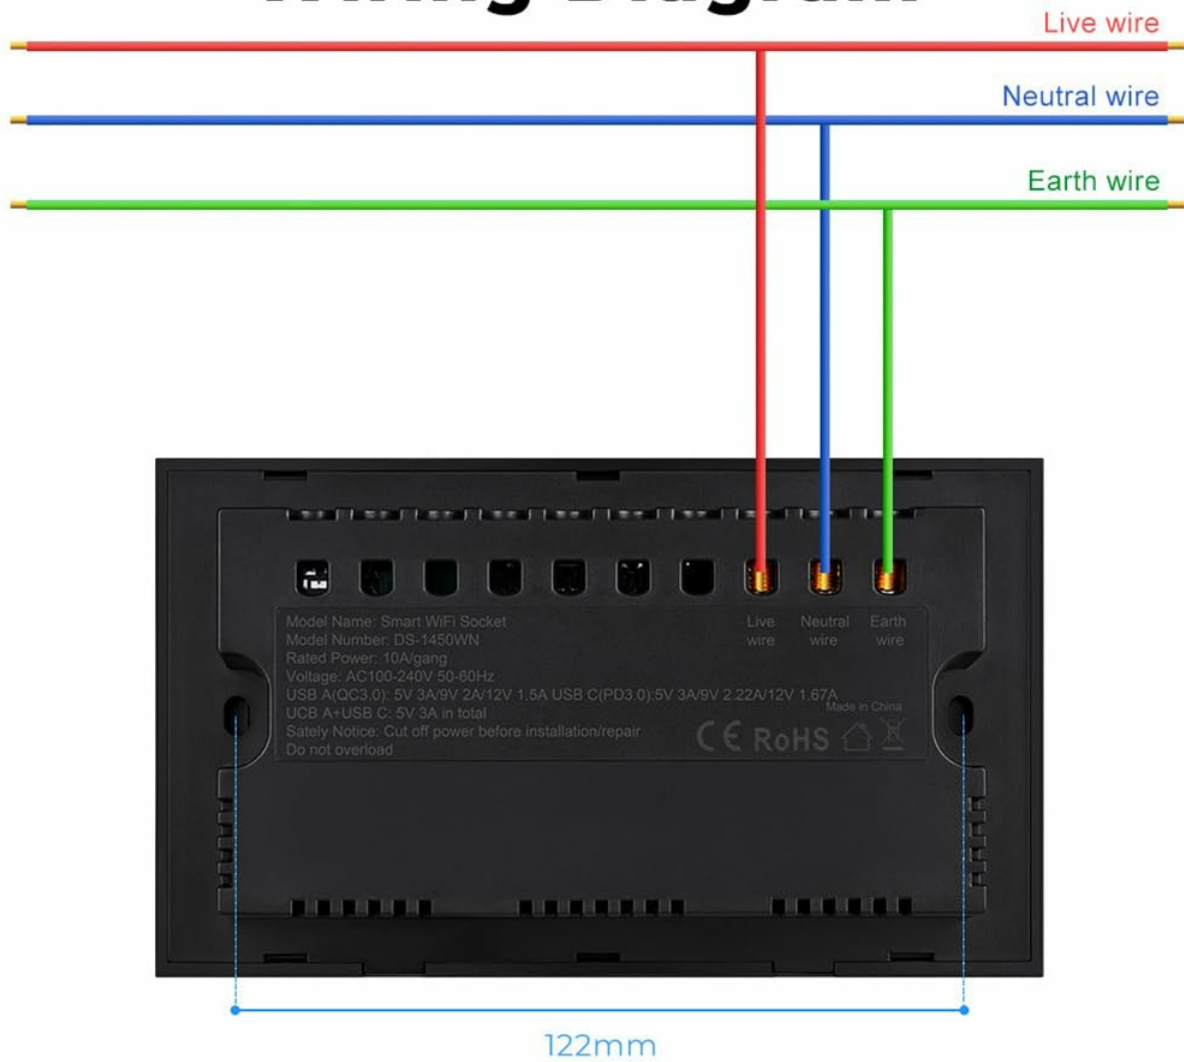 Wiring Diagram
Live wire
Neutral wire
Earth wire
Model Name: Smart WiFi Socket
Model Number: DS-1450WN
Rated Power: 10A/gang
Voltage: AC100-240V 50-60Hz
USB A(QC3.0): 5V 3A/9V 2A/12V 1.5A USB C(PD3.0):5V 3A/9V 2.22A/12V 1.67A
UCB A+USB C: 5V 3A in total
Sately Notice: Cut off power before installation/repair
Do not overload
Live
wire
Neutral
wire
Earth
wire
Made in China
CE RoHS
122mm